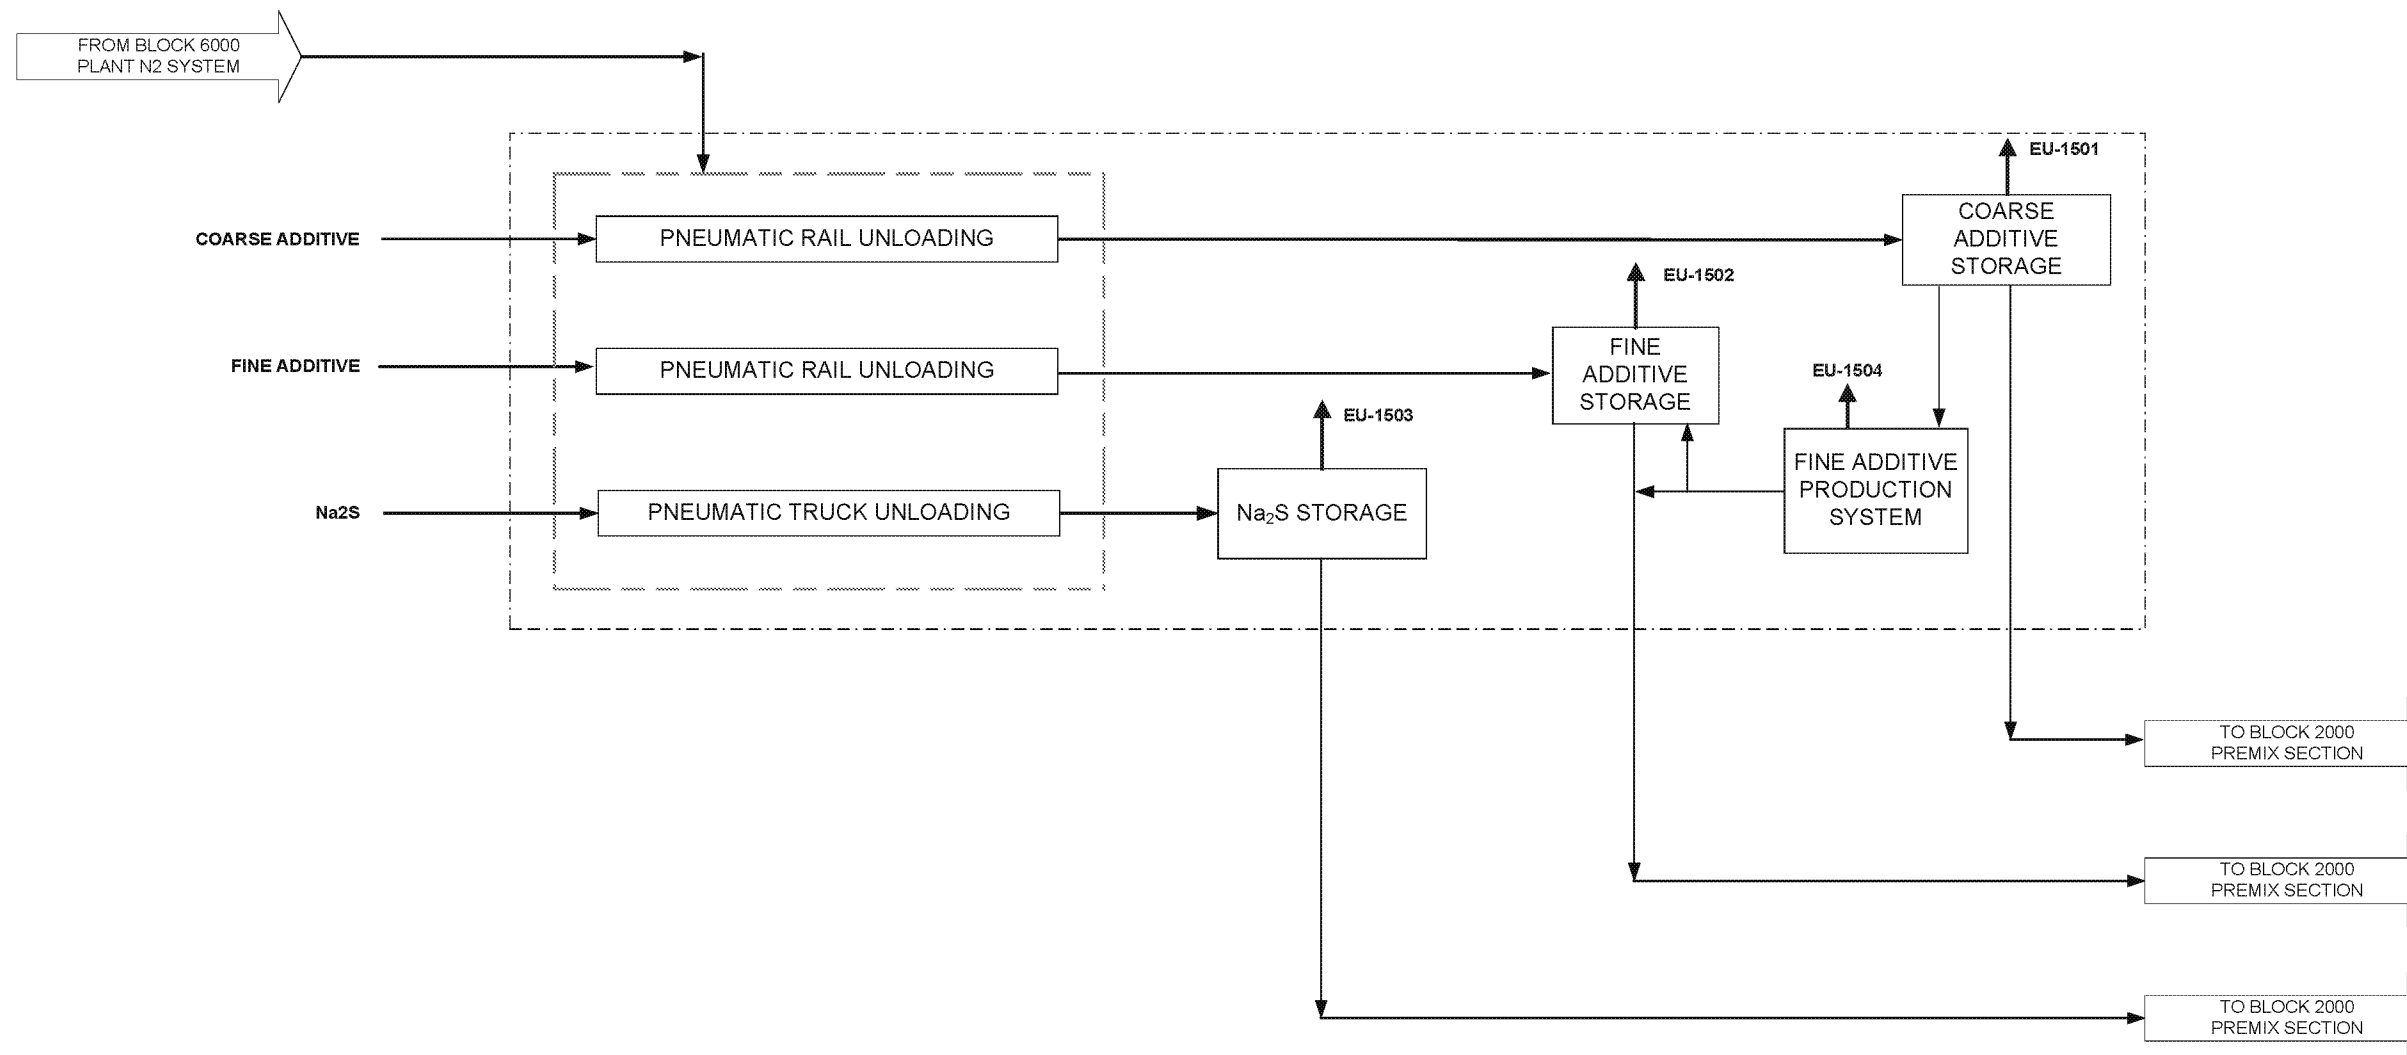 FROM BLOCK 6000
PLANT N2 SYSTEM
EU-1501
COARSE
ADDITIVE
STORAGE
COARSE ADDITIVE
PNEUMATIC RAIL UNLOADING
EU-1502
FINE
ADDITIVE
STORAGE
FINE ADDITIVE
PNEUMATIC RAIL UNLOADING
EU-1504
EU-1503
FINE ADDITIVE
PRODUCTION
SYSTEM
Na2S
PNEUMATIC TRUCK UNLOADING
Na₂S STORAGE
TO BLOCK 2000
PREMIX SECTION
TO BLOCK 2000
PREMIX SECTION
TO BLOCK 2000
PREMIX SECTION